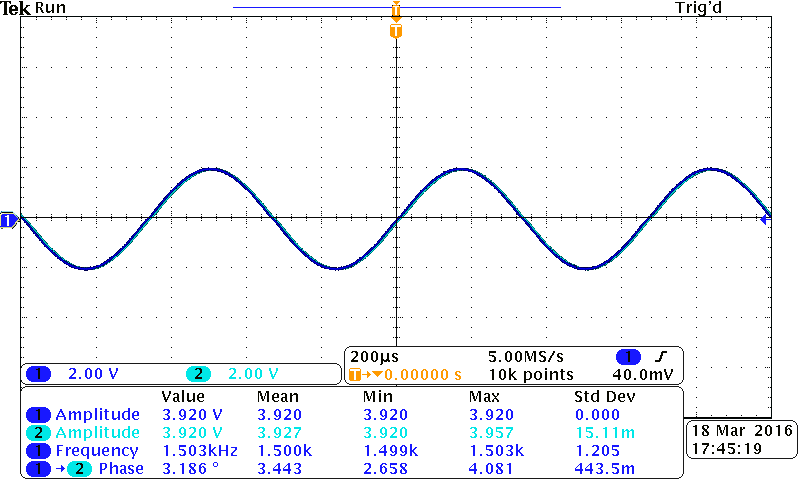 Tek Run Trig'd
T
T
1
1 2.00 V 2 2.00 V
200µs 5.00MS/s 1
T→▼0.00000 s 10k points 40.0mV
Value Mean Min Max Std Dev
1 Amplitude 3.920 V 3.920 3.920 3.920 0.000
2 Amplitude 3.920 V 3.927 3.920 3.957 15.11m
1 Frequency 1.503kHz 1.500k 1.499k 1.503k 1.205
1 → 2 Phase 3.186 ° 3.443 2.658 4.081 443.5m
18 Mar 2016
17:45:19